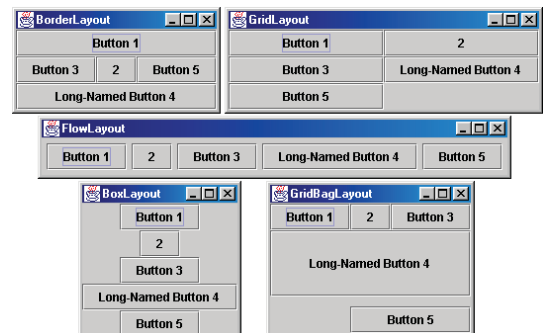 BorderLayout
Button 1
Button 3 2 Button 5
Long-Named Button 4
GridLayout
Button 1 2
Button 3 Long-Named Button 4
Button 5
FlowLayout
Button 1 2 Button 3 Long-Named Button 4 Button 5
BoxLayout
Button 1
2
Button 3
Long-Named Button 4
Button 5
GridBagLayout
Button 1 2 Button 3
Long-Named Button 4
Button 5